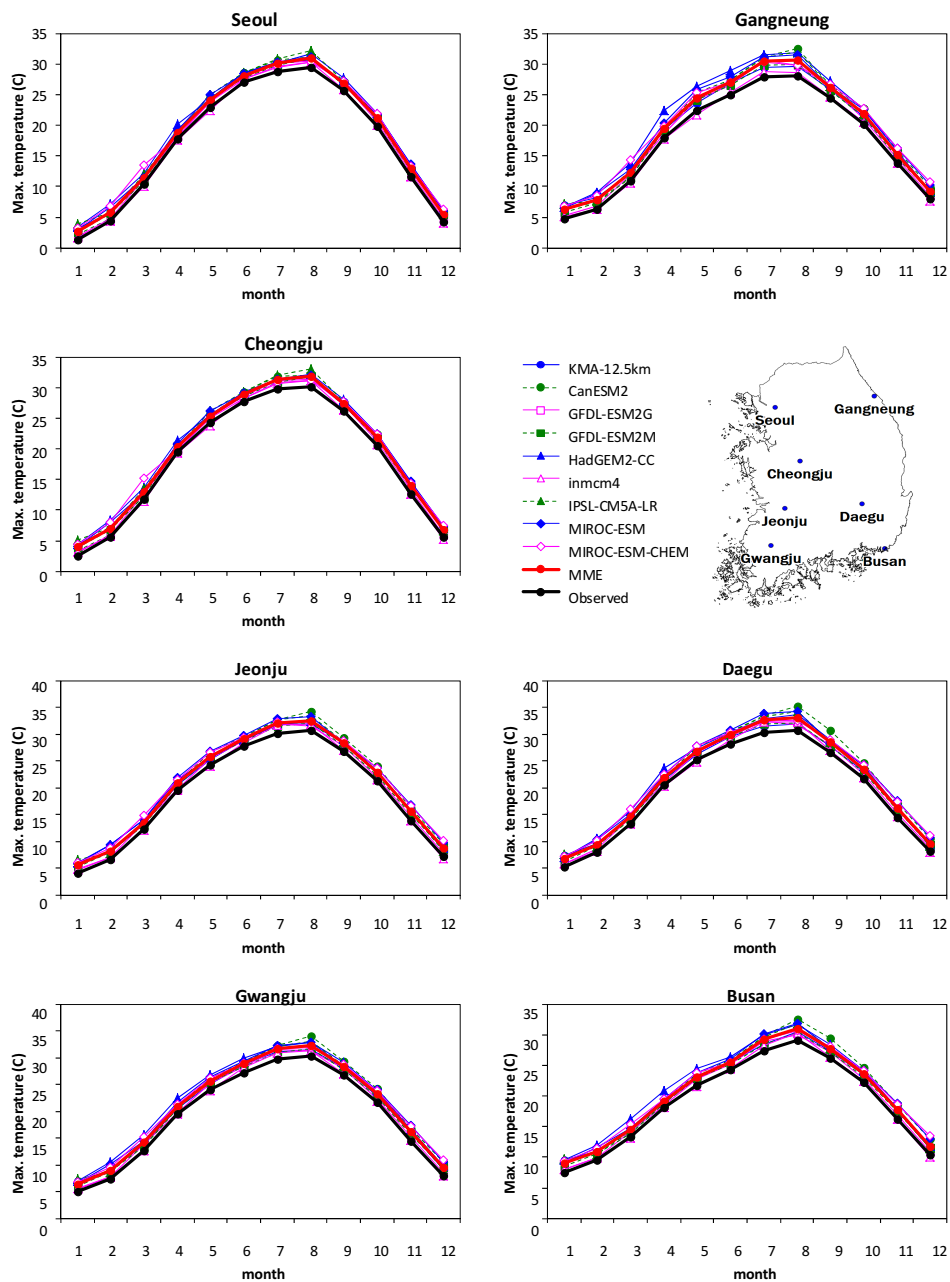 Seoul
Max. temperature (C)
35
30
25
20
15
10
5
0
1 2 3 4 5 6 7 8 9 10 11 12
month
Gangneung
Max. temperature (C)
35
30
25
20
15
10
5
0
1 2 3 4 5 6 7 8 9 10 11 12
month
Cheongju
Max. temperature (C)
35
30
25
20
15
10
5
0
1 2 3 4 5 6 7 8 9 10 11 12
month
KMA-12.5km
CanESM2
GFDL-ESM2G
GFDL-ESM2M
HadGEM2-CC
inmcm4
IPSL-CM5A-LR
MIROC-ESM
MIROC-ESM-CHEM
MME
Observed
Seoul
Gangneung
Cheongju
Jeonju
Daegu
Gwangju
Busan
Jeonju
Max. temperature (C)
40
35
30
25
20
15
10
5
0
1 2 3 4 5 6 7 8 9 10 11 12
month
Daegu
Max. temperature (C)
40
35
30
25
20
15
10
5
0
1 2 3 4 5 6 7 8 9 10 11 12
month
Gwangju
Max. temperature (C)
40
35
30
25
20
15
10
5
0
1 2 3 4 5 6 7 8 9 10 11 12
month
Busan
Max. temperature (C)
35
30
25
20
15
10
5
0
1 2 3 4 5 6 7 8 9 10 11 12
month